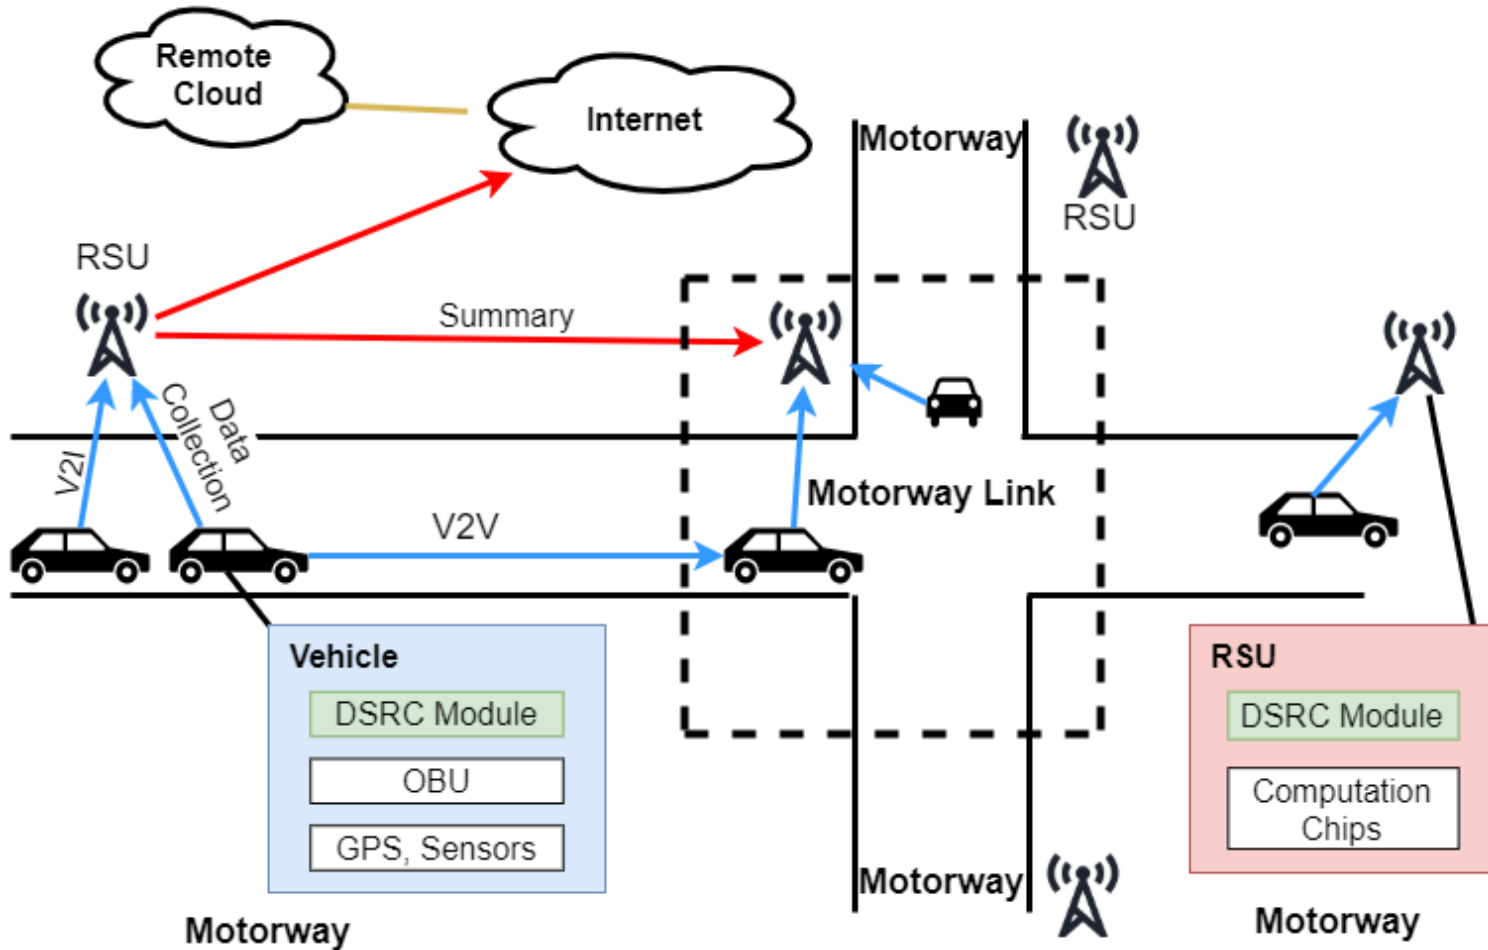 Remote
Cloud
Internet
Motorway
RSU
RSU
Summary
Data
Collection
V2I
Motorway Link
V2V
Vehicle
DSRC Module
OBU
GPS, Sensors
RSU
DSRC Module
Computation
Chips
Motorway
Motorway
Motorway